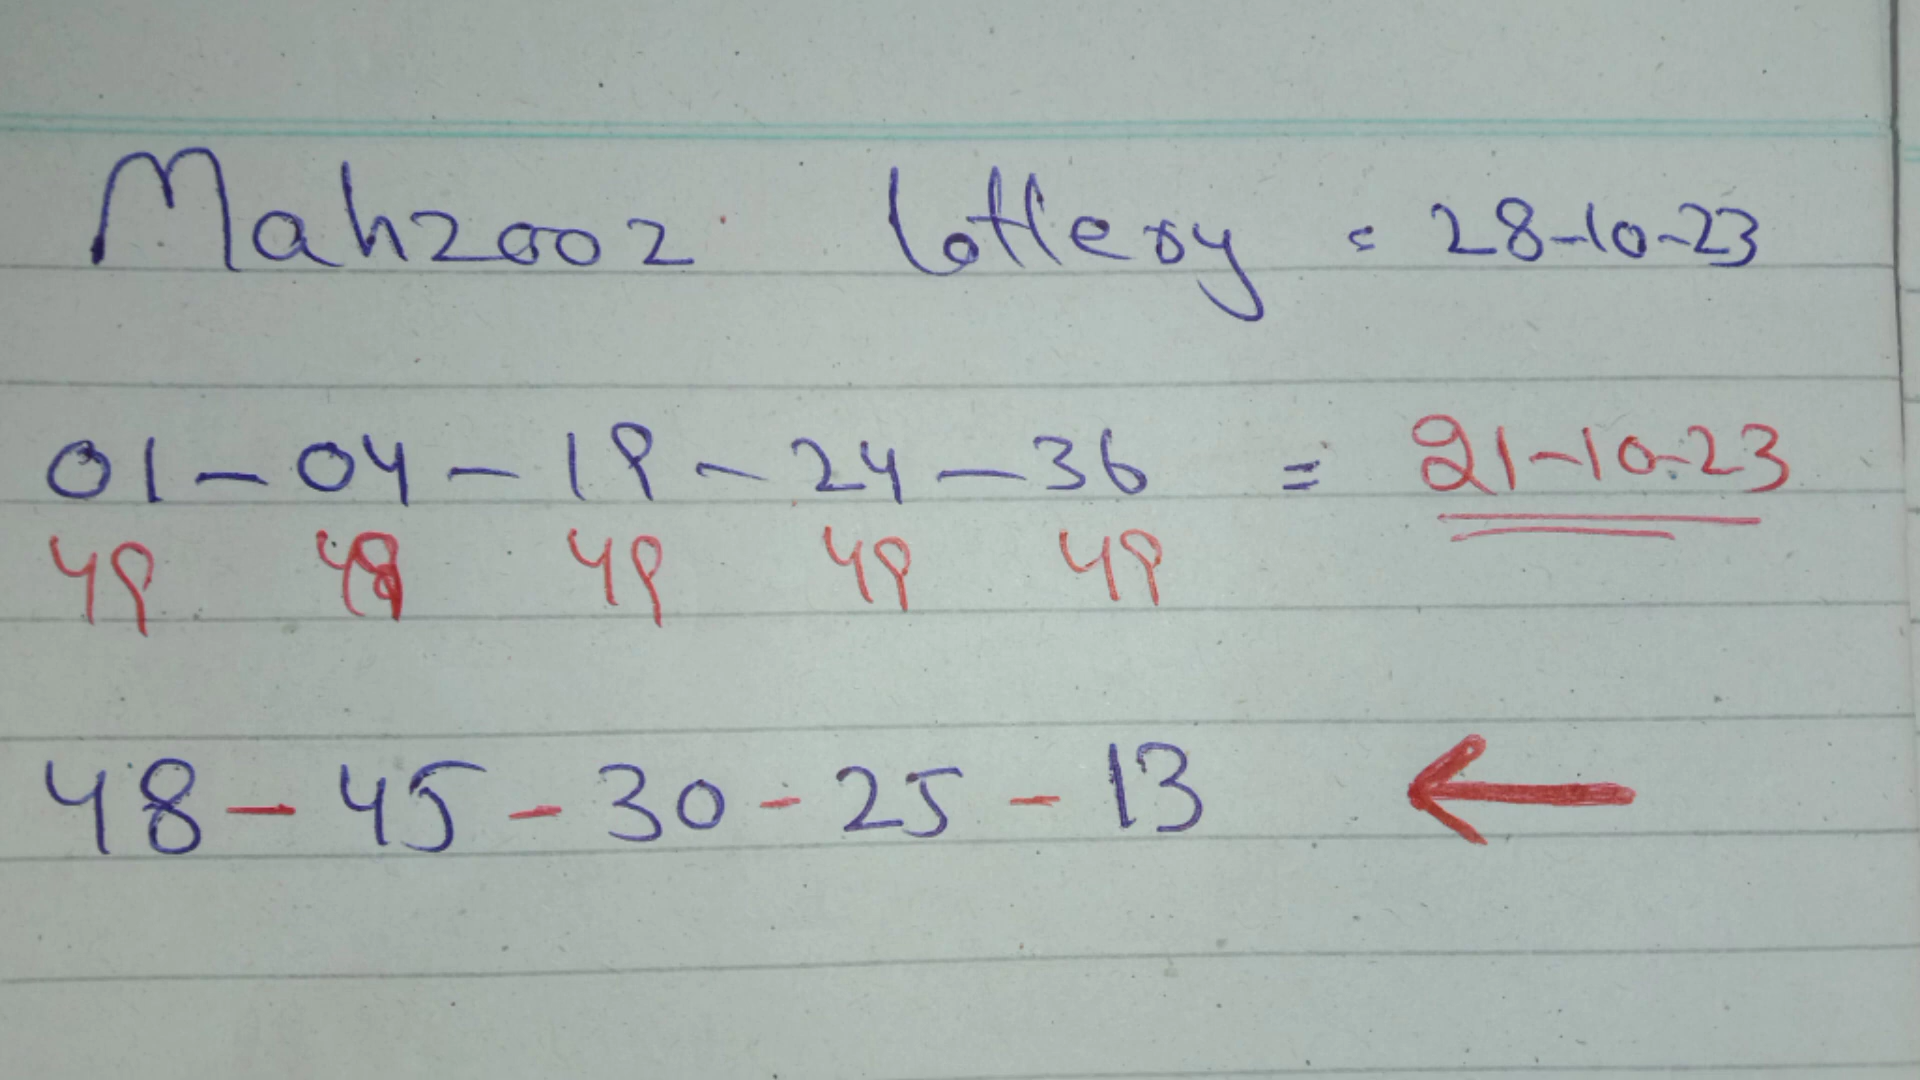 Mahzooz lottery = 28-10-23
01 - 04 - 19 - 24 - 36 = 21-10-23
49 49 49 49 49
48 - 45 - 30 - 25 - 13 ←